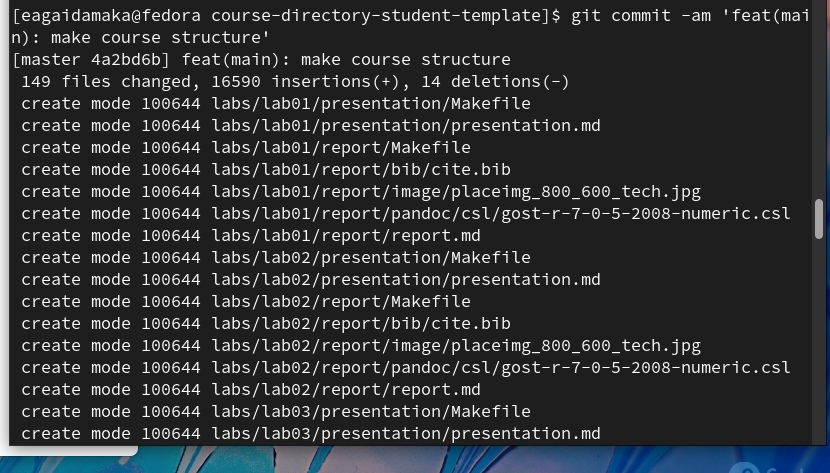 [eagaidamaka@fedora course-directory-student-template]$ git commit -am 'feat(mai
n): make course structure'
[master 4a2bd6b] feat(main): make course structure
 149 files changed, 16590 insertions(+), 14 deletions(-)
 create mode 100644 labs/lab01/presentation/Makefile
 create mode 100644 labs/lab01/presentation/presentation.md
 create mode 100644 labs/lab01/report/Makefile
 create mode 100644 labs/lab01/report/bib/cite.bib
 create mode 100644 labs/lab01/report/image/placeimg_800_600_tech.jpg
 create mode 100644 labs/lab01/report/pandoc/csl/gost-r-7-0-5-2008-numeric.csl
 create mode 100644 labs/lab01/report/report.md
 create mode 100644 labs/lab02/presentation/Makefile
 create mode 100644 labs/lab02/presentation/presentation.md
 create mode 100644 labs/lab02/report/Makefile
 create mode 100644 labs/lab02/report/bib/cite.bib
 create mode 100644 labs/lab02/report/image/placeimg_800_600_tech.jpg
 create mode 100644 labs/lab02/report/pandoc/csl/gost-r-7-0-5-2008-numeric.csl
 create mode 100644 labs/lab02/report/report.md
 create mode 100644 labs/lab03/presentation/Makefile
 create mode 100644 labs/lab03/presentation/presentation.md